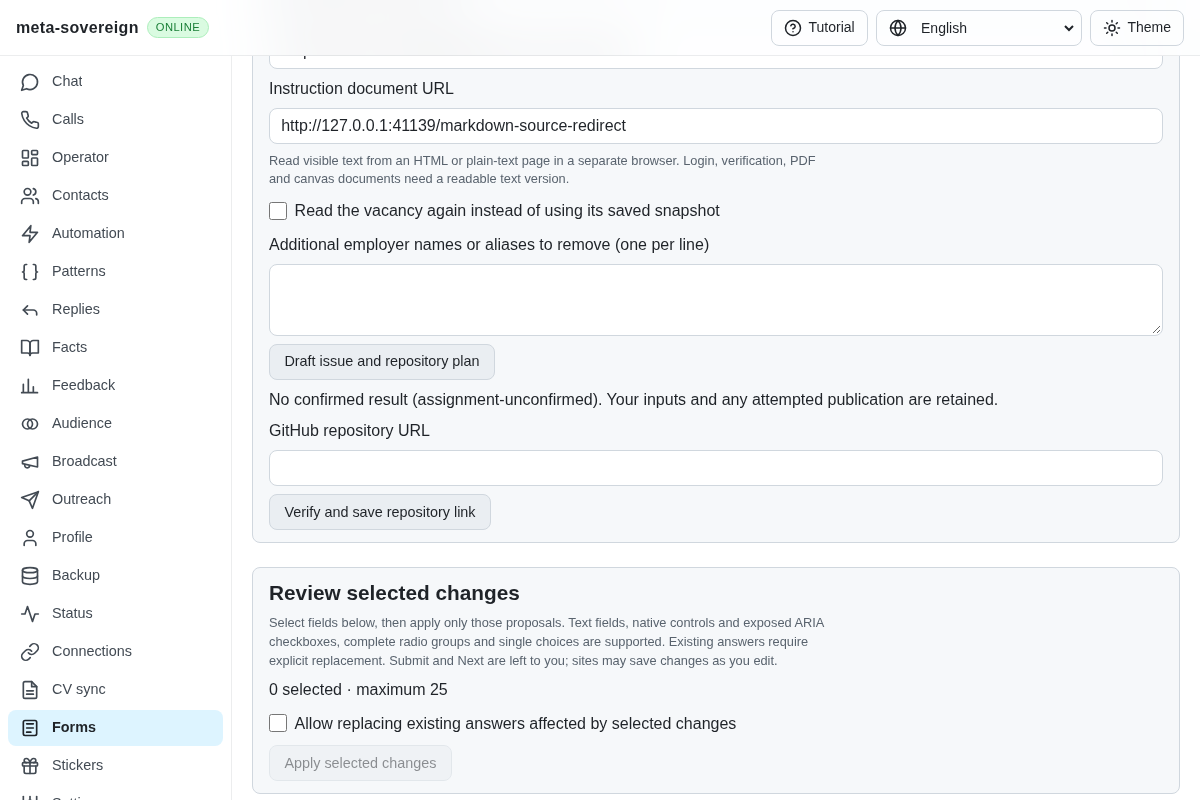 meta-sovereign
ONLINE
Tutorial
English
Theme
Chat
Calls
Operator
Contacts
Automation
Patterns
Replies
Facts
Feedback
Audience
Broadcast
Outreach
Profile
Backup
Status
Connections
CV sync
Forms
Stickers
Instruction document URL
http://127.0.0.1:41139/markdown-source-redirect
Read visible text from an HTML or plain-text page in a separate browser. Login, verification, PDF
and canvas documents need a readable text version.
Read the vacancy again instead of using its saved snapshot
Additional employer names or aliases to remove (one per line)
Draft issue and repository plan
No confirmed result (assignment-unconfirmed). Your inputs and any attempted publication are retained.
GitHub repository URL
Verify and save repository link
Review selected changes
Select fields below, then apply only those proposals. Text fields, native controls and exposed ARIA
checkboxes, complete radio groups and single choices are supported. Existing answers require
explicit replacement. Submit and Next are left to you; sites may save changes as you edit.
0 selected · maximum 25
Allow replacing existing answers affected by selected changes
Apply selected changes